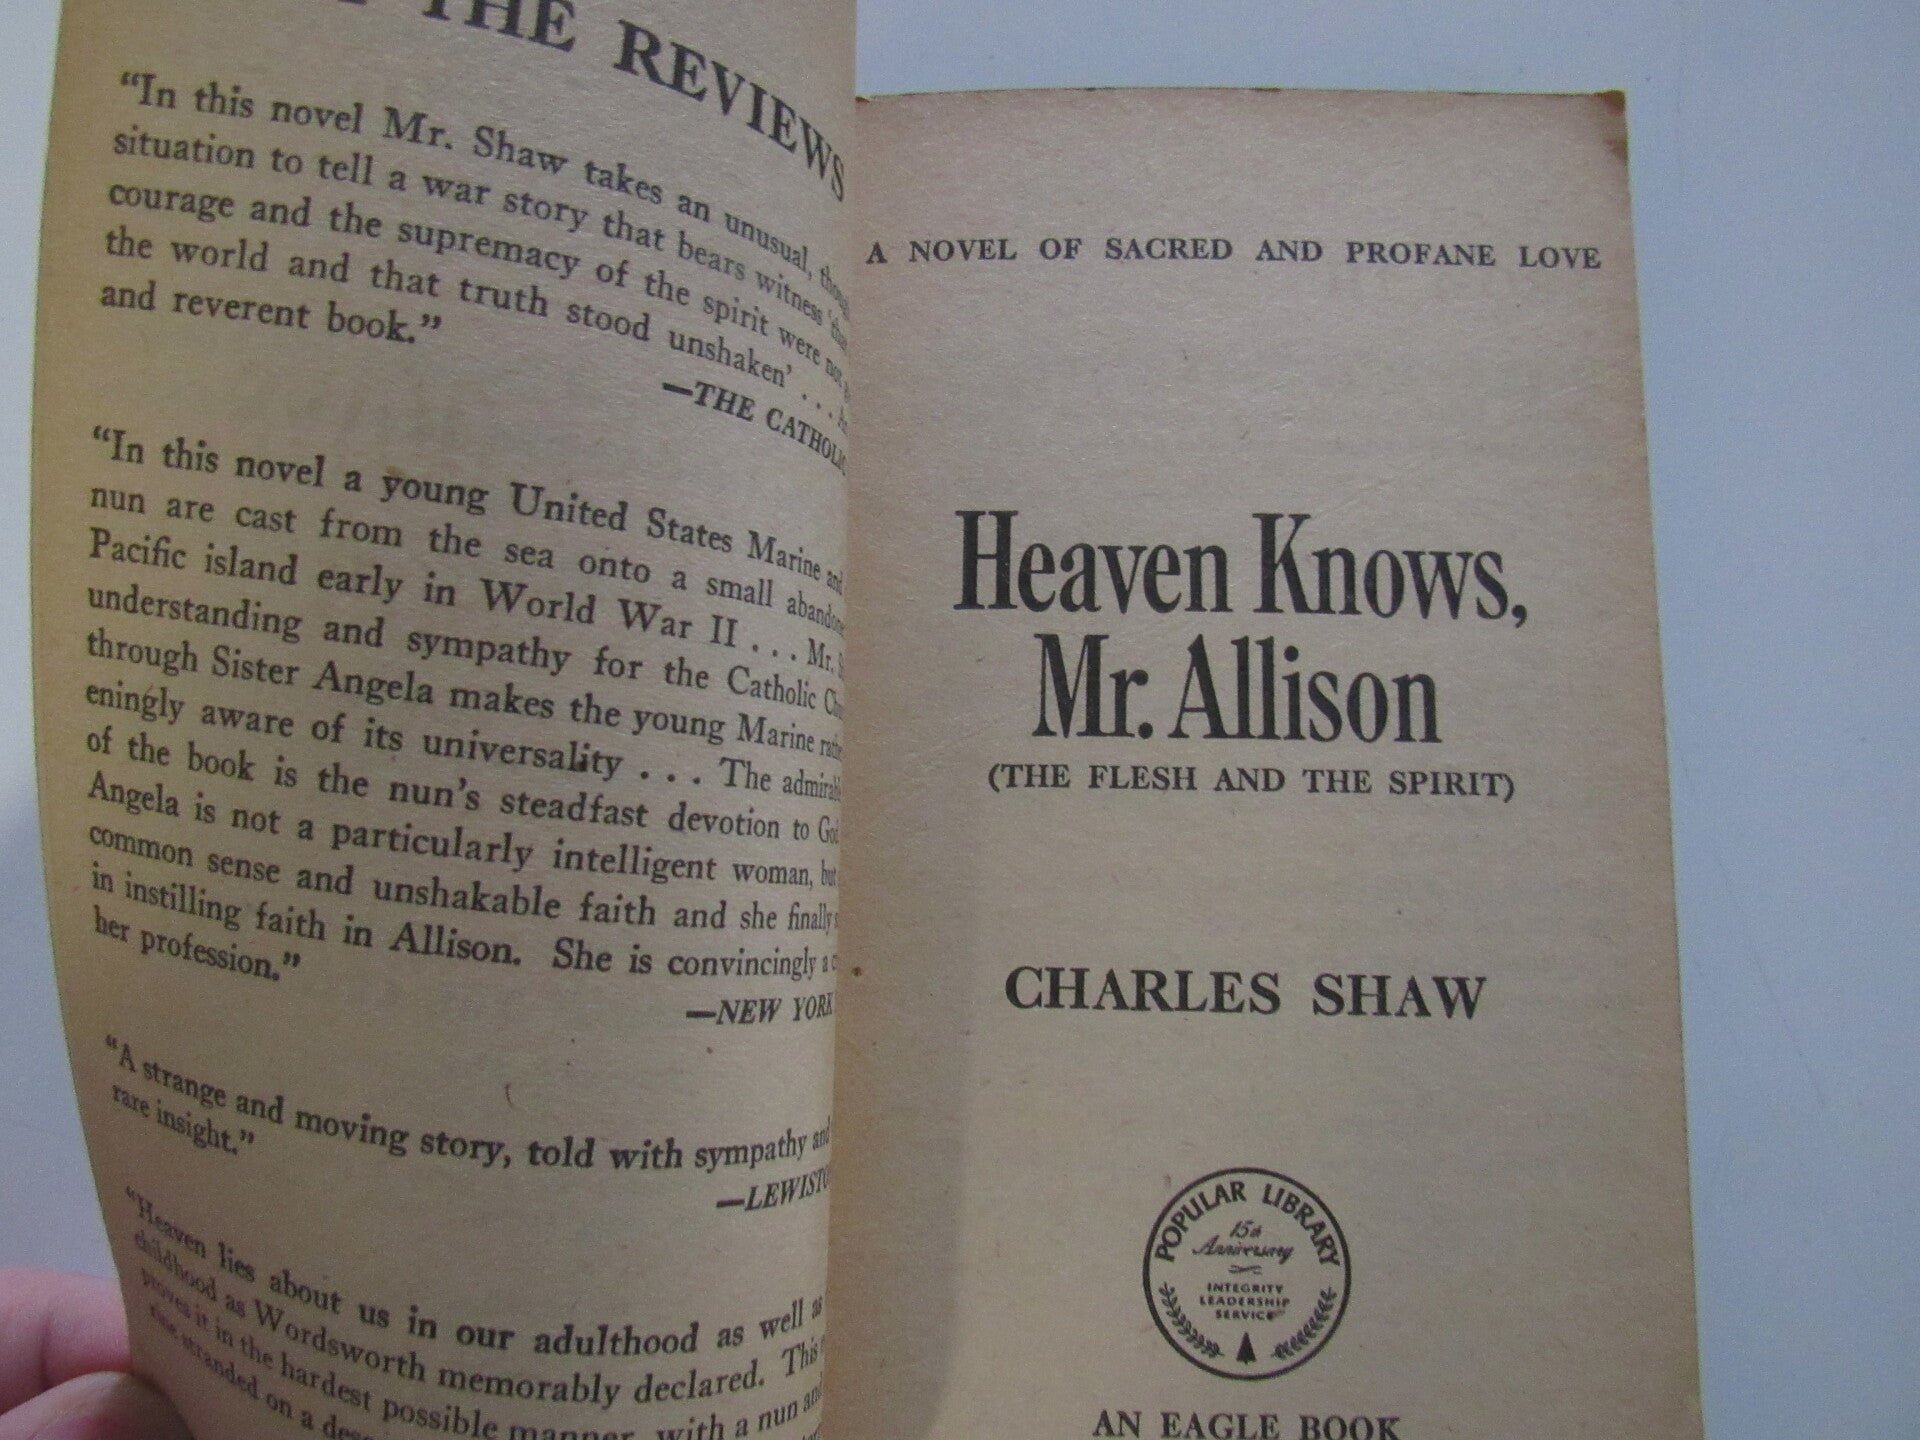 THE REVIEWS
"In this novel Mr. Shaw takes an unusual,
situation to tell a war story that bears witness
courage and the supremacy of the spirit were not
the world and that truth stood unshaken' . . .
and reverent book."
—THE CATHOLIC
"In this novel a young United States Marine and
nun are cast from the sea onto a small
Pacific island early in World War II . . . Mr.
understanding and sympathy for the Catholic
through Sister Angela makes the young Marine
eningly aware of its universality . . . The
of the book is the nun's steadfast devotion to God
Angela is not a particularly intelligent woman, but
common sense and unshakable faith and she finally
in instilling faith in Allison. She is convincingly a
her profession."
—NEW YORK
"A strange and moving story, told with sympathy and
rare insight."
"Heaven lies about us in our adulthood as well as
childhood as Wordsworth memorably declared. This
proves it in the hardest possible manner, with a nun and
stranded on a
A NOVEL OF SACRED AND PROFANE LOVE
Heaven Knows,
Mr. Allison
(THE FLESH AND THE SPIRIT)
CHARLES SHAW
POPULAR LIBRARY
15th
Anniversary
INTEGRITY
LEADERSHIP
SERVICE
AN EAGLE BOOK